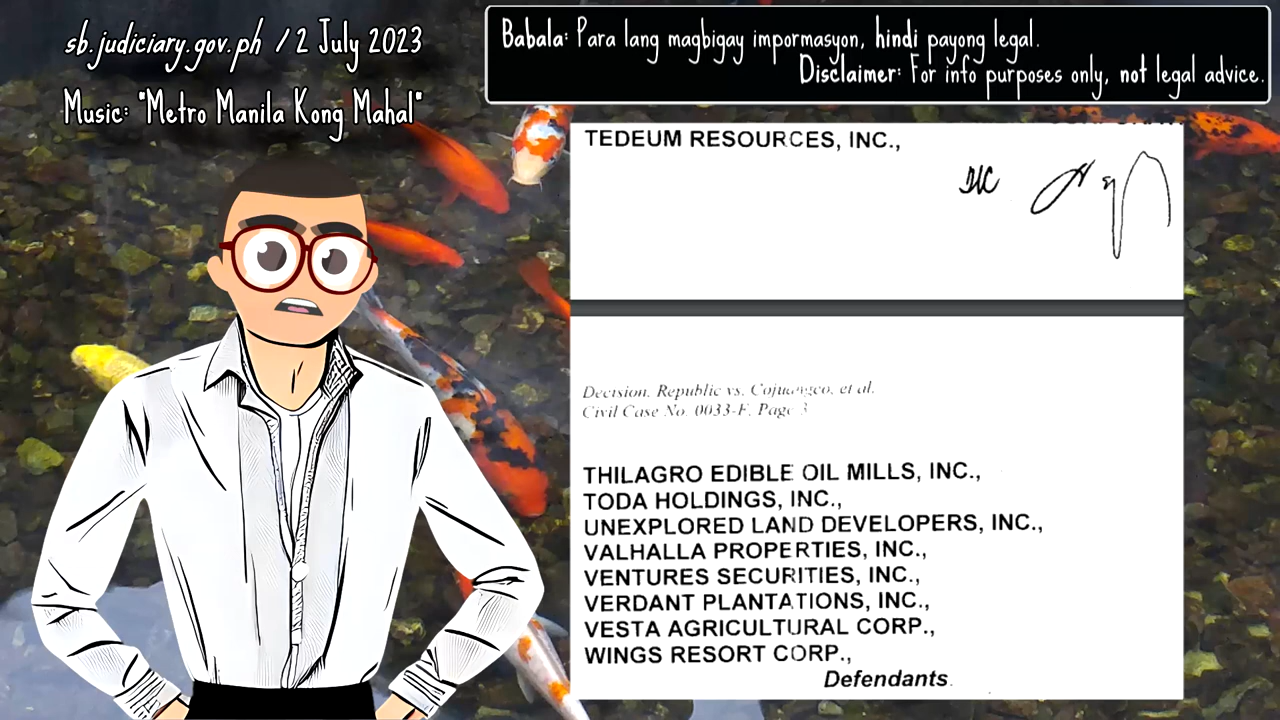 sb.judiciary.gov.ph / 2 July 2023
Music: "Metro Manila Kong Mahal"
Babala: Para lang magbigay impormasyon, hindi payong legal.
Disclaimer: For info purposes only, not legal advice.
TEDEUM RESOURCES, INC.,
Decision, Republic vs. Cojuangco, et al.
Civil Case No. 0033-F, Page 3
THILAGRO EDIBLE OIL MILLS, INC.,
TODA HOLDINGS, INC.,
UNEXPLORED LAND DEVELOPERS, INC.,
VALHALLA PROPERTIES, INC.,
VENTURES SECURITIES, INC.,
VERDANT PLANTATIONS, INC.,
VESTA AGRICULTURAL CORP.,
WINGS RESORT CORP.,
Defendants.